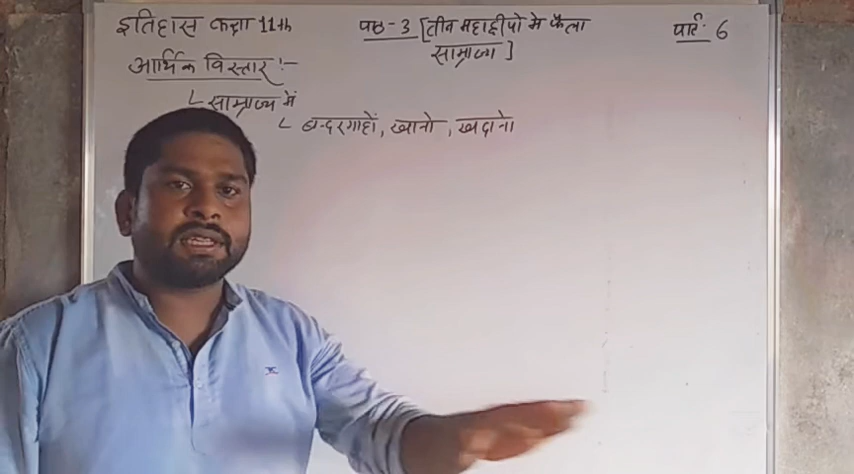 इतिहास कक्षा 11th
पाठ-3 [तीन महाद्वीपो मे फैला
साम्राज्य]
पार्ट- 6
आर्थिक विस्तार :-
साम्राज्य में
बन्दरगाहों, खानो, खदानो